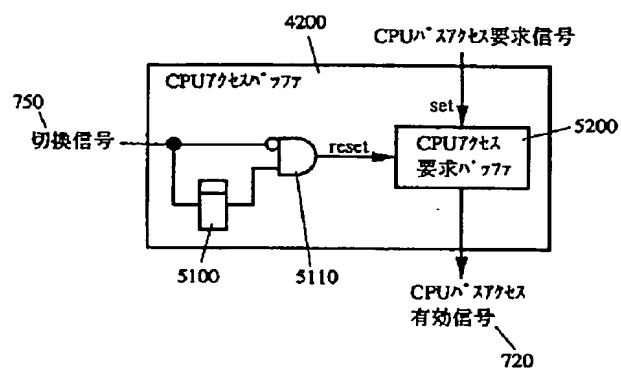 4200
CPUﾊﾞｽｱｸｾｽ要求信号
CPUｱｸｾｽﾊﾞｯﾌｧ
750
切換信号
set
5200
CPUｱｸｾｽ
要求ﾊﾞｯﾌｧ
reset
5100
5110
CPUﾊﾞｽｱｸｾｽ
有効信号
720